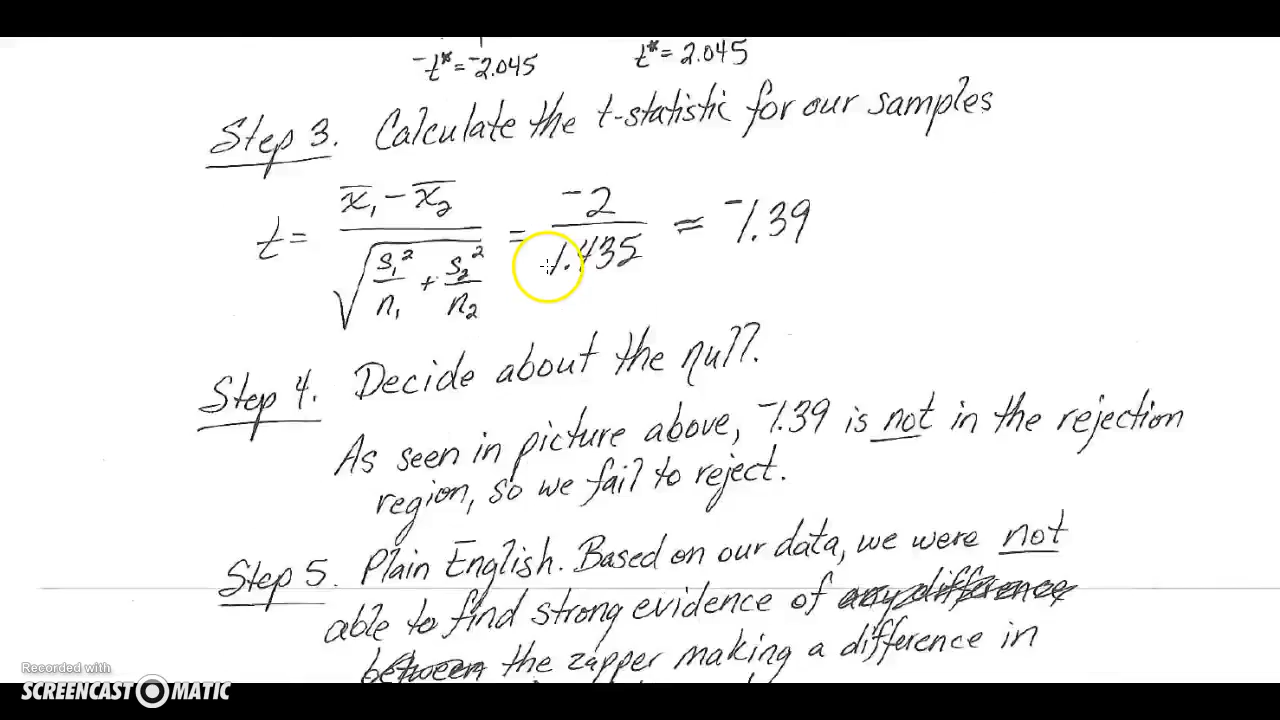 ⁻t*=⁻2.045 t*=2.045
Step 3. Calculate the t-statistic for our samples
t = (x̄₁ - x̄₂) / √(s₁²/n₁ + s₂²/n₂) = ⁻2/1.435 ≈ ⁻1.39
Step 4. Decide about the null.
As seen in picture above, ⁻1.39 is not in the rejection
region, so we fail to reject.
Step 5. Plain English. Based on our data, we were not
able to find strong evidence of any difference
between the zapper making a difference in
Recorded with
SCREENCAST-O-MATIC